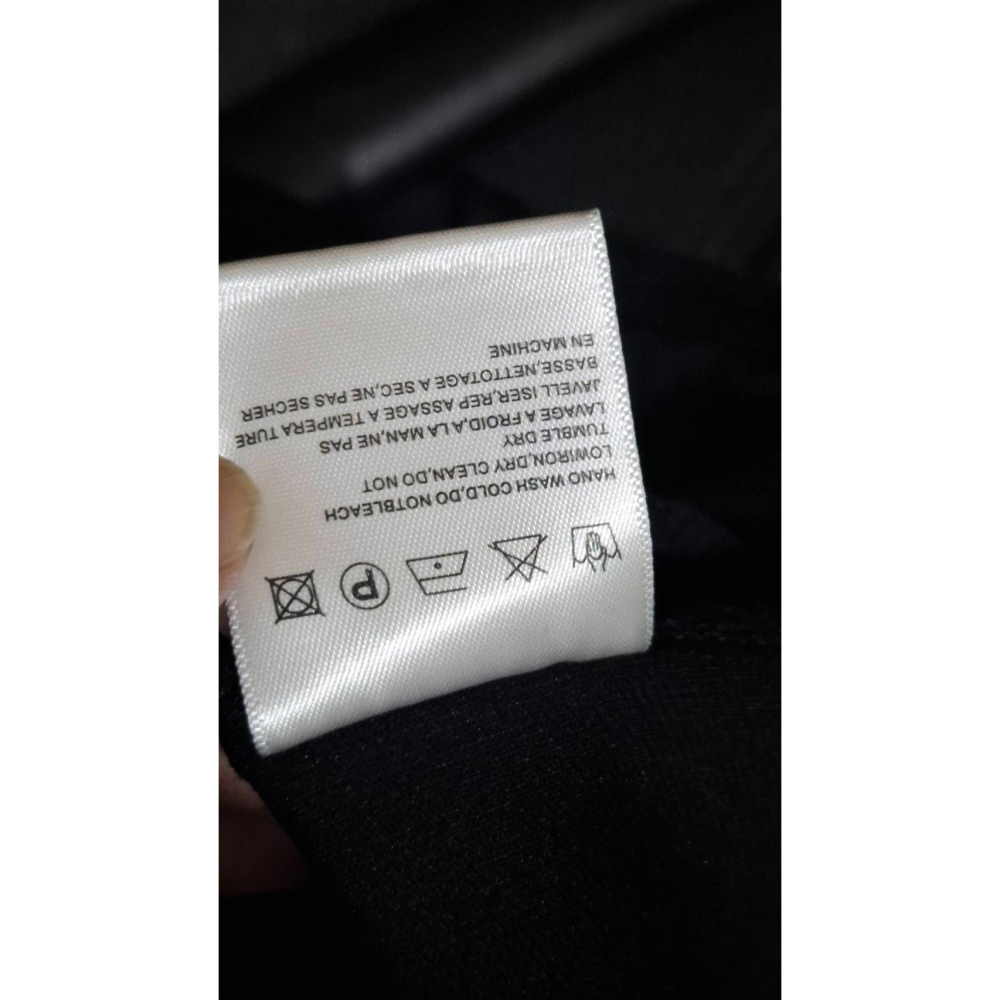 HANO WASH COLD,DO NOTBLEACH
LOWIRON,DRY CLEAN,DO NOT
TUMBLE DRY
LAVAGE A FROID,A LA MAN,NE PAS
JAVELL ISER,REP ASSAGE A TEMPERA TURE
BASSE,NETTOTAGE A SEC,NE PAS SECHER
EN MACHINE
P